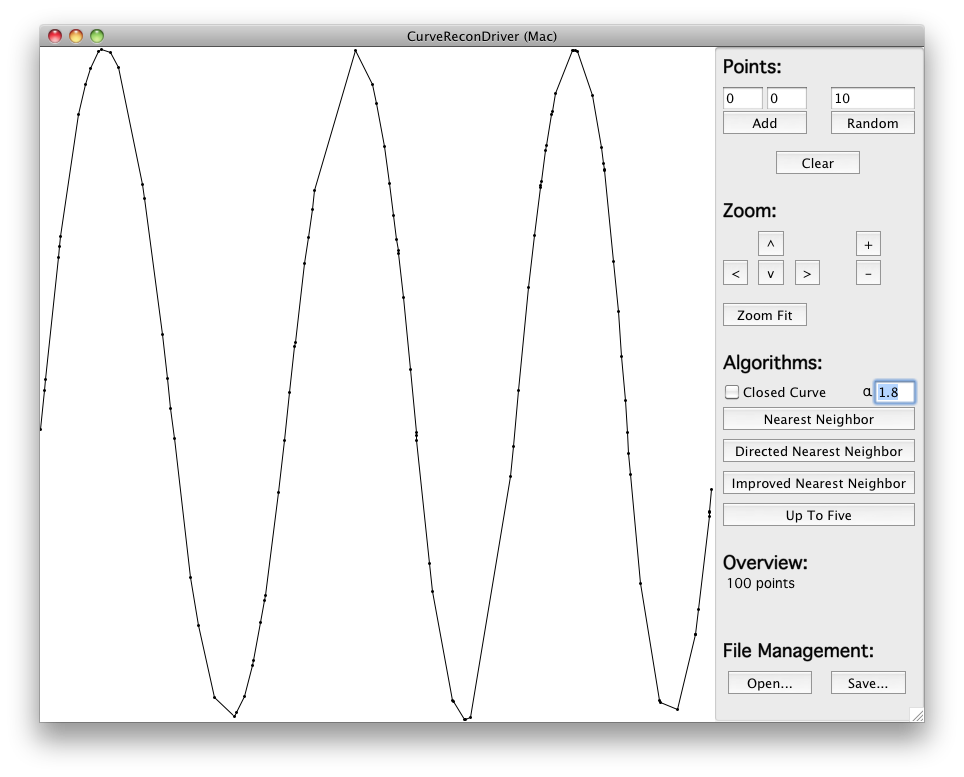 CurveReconDriver (Mac)
Points:
0 0 10
Add Random
Clear
Zoom:
^ +
< v > -
Zoom Fit
Algorithms:
Closed Curve α 1.8
Nearest Neighbor
Directed Nearest Neighbor
Improved Nearest Neighbor
Up To Five
Overview:
100 points
File Management:
Open... Save...